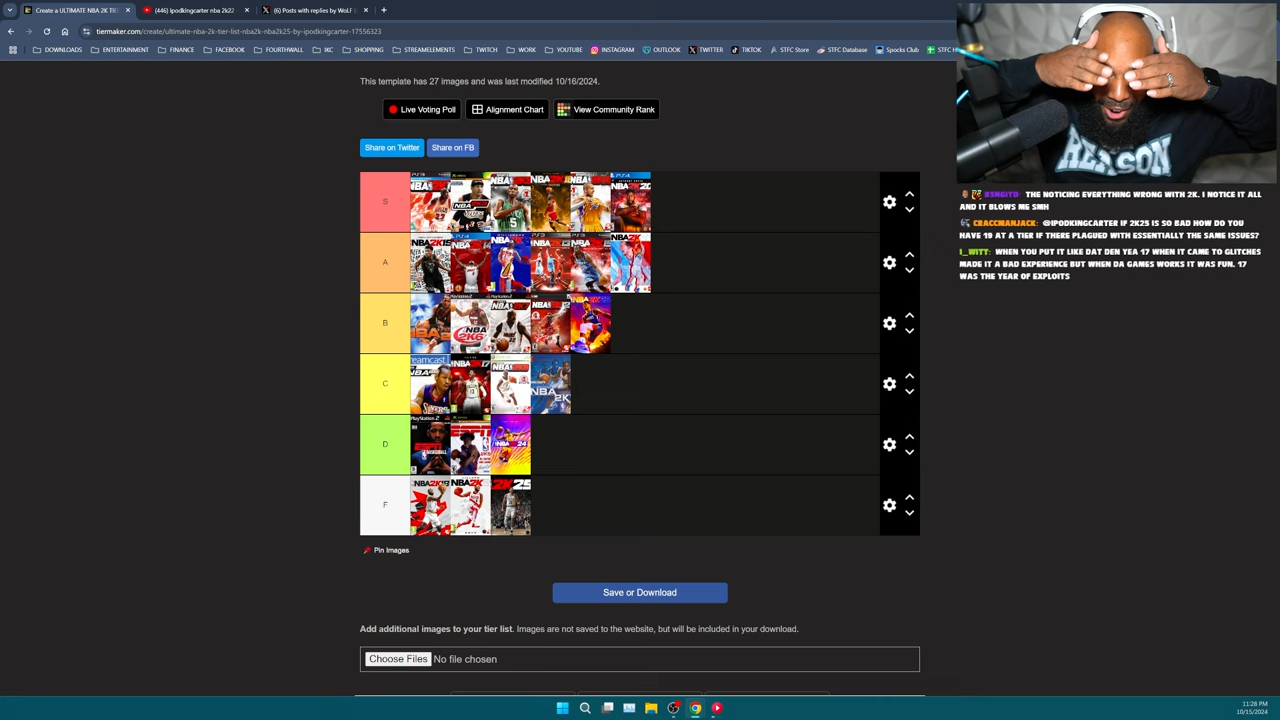 Create a ULTIMATE NBA 2K TIE
(446) ipodkingcarter nba 2k22
(6) Posts with replies by WoLF
tiermaker.com/create/ultimate-nba-2k-tier-list-nba2k-nba2k25-by-ipodkingcarter-17556323
DOWNLOADS
ENTERTAINMENT
FINANCE
FACEBOOK
FOURTHWALL
IKC
SHOPPING
STREAMELEMENTS
TWITCH
WORK
YOUTUBE
INSTAGRAM
OUTLOOK
TWITTER
TIKTOK
STFC Store
STFC Database
Spocks Club
STFC
This template has 27 images and was last modified 10/16/2024.
Live Voting Poll
Alignment Chart
View Community Rank
Share on Twitter
Share on FB
REASON
B3NGITO: THE NOTICING EVERYTHING WRONG WITH 2K. I NOTICE IT ALL
AND IT BLOWS ME SMH
CRACCMANJACK: @IPODKINGCARTER IF 2K25 IS SO BAD HOW DO YOU
HAVE 19 AT A TIER IF THERE PLAGUED WITH ESSENTIALLY THE SAME ISSUES?
I_WITT: WHEN YOU PUT IT LIKE DAT DEN YEA 17 WHEN IT CAME TO GLITCHES
MADE IT A BAD EXPERIENCE BUT WHEN DA GAMES WORKS IT WAS FUN. 17
WAS THE YEAR OF EXPLOITS
S
A
B
C
D
F
Pin Images
Save or Download
Add additional images to your tier list. Images are not saved to the website, but will be included in your download.
Choose Files No file chosen
11:28 PM
10/15/2024